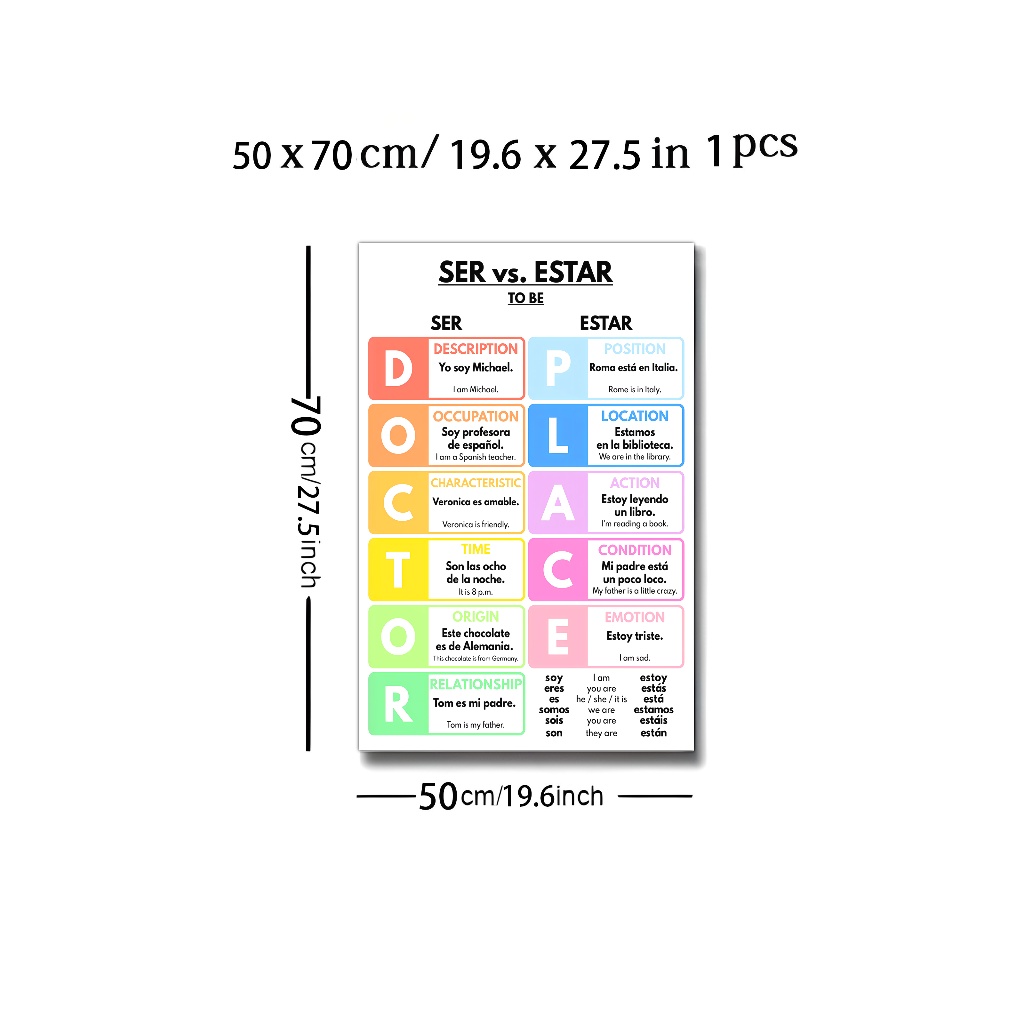 50 x 70 cm/ 19.6 x 27.5 in 1 pcs
70 cm/27.5 inch
SER vs. ESTAR
TO BE
SER
D
DESCRIPTION
Yo soy Michael.
I am Michael.
O
OCCUPATION
Soy profesora
de español.
I am a Spanish teacher.
C
CHARACTERISTIC
Veronica es amable.
Veronica is friendly.
T
TIME
Son las ocho
de la noche.
It is 8 p.m.
O
ORIGIN
Este chocolate
es de Alemania.
This chocolate is from Germany.
R
RELATIONSHIP
Tom es mi padre.
Tom is my father.
ESTAR
P
POSITION
Roma está en Italia.
Rome is in Italy.
L
LOCATION
Estamos
en la biblioteca.
We are in the library.
A
ACTION
Estoy leyendo
un libro.
I'm reading a book.
C
CONDITION
Mi padre está
un poco loco.
My father is a little crazy.
E
EMOTION
Estoy triste.
I am sad.
soy I am estoy
eres you are estás
es he / she / it is está
somos we are estamos
sois you are estáis
son they are están
50cm/19.6inch